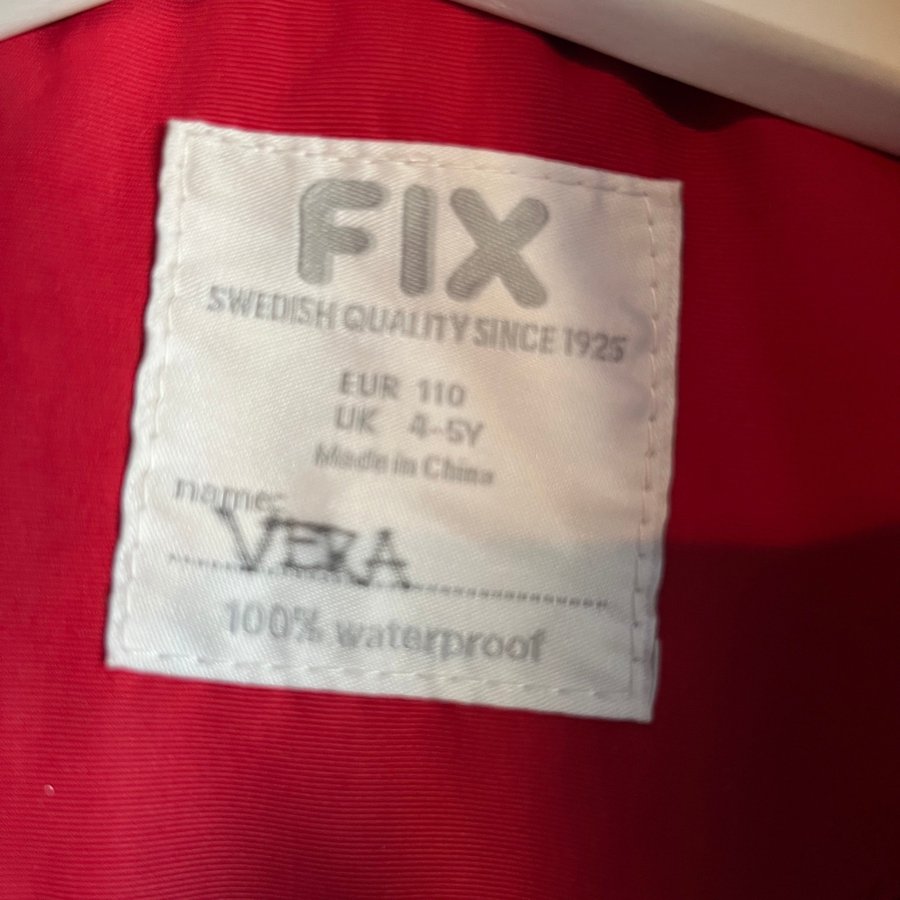 FIX
SWEDISH QUALITY SINCE 1925
EUR 110
UK 4-5Y
Made in China
name:
VERA
100% waterproof